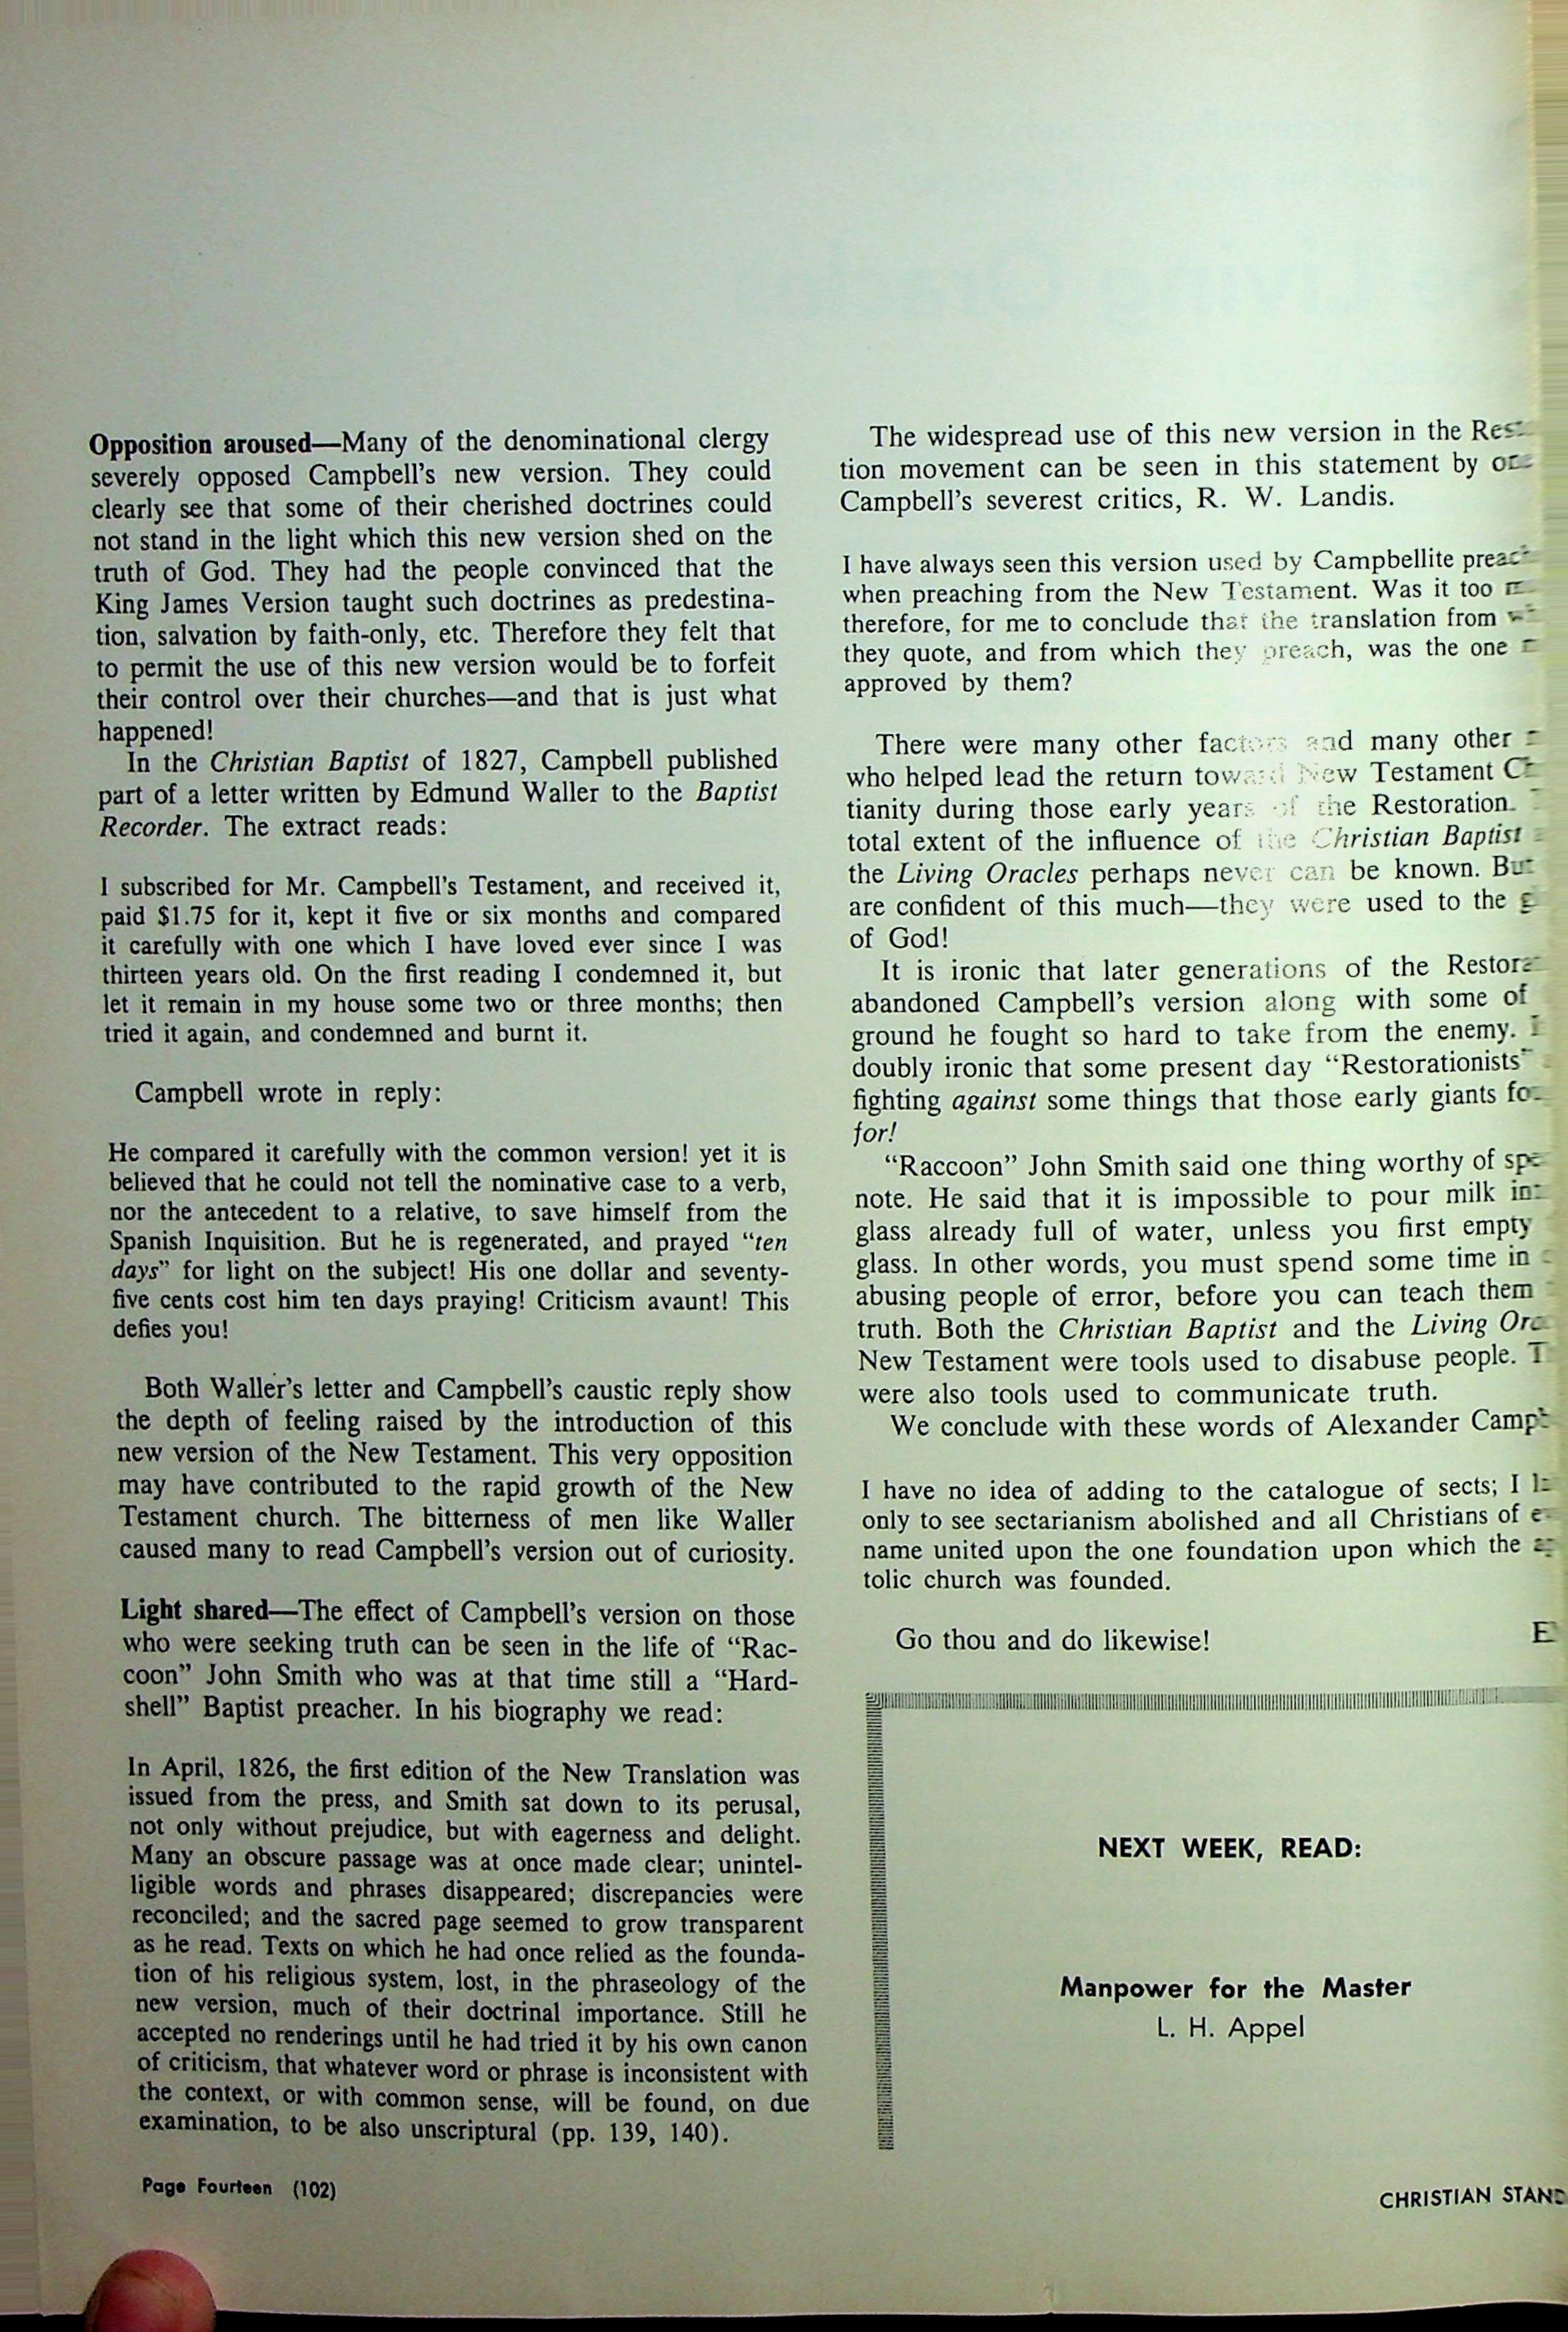 Opposition aroused—Many of the denominational clergy
severely opposed Campbell's new version. They could
clearly see that some of their cherished doctrines could
not stand in the light which this new version shed on the
truth of God. They had the people convinced that the
King James Version taught such doctrines as predestina-
tion, salvation by faith-only, etc. Therefore they felt that
to permit the use of this new version would be to forfeit
their control over their churches—and that is just what
happened!
In the Christian Baptist of 1827, Campbell published
part of a letter written by Edmund Waller to the Baptist
Recorder. The extract reads:
I subscribed for Mr. Campbell's Testament, and received it,
paid $1.75 for it, kept it five or six months and compared
it carefully with one which I have loved ever since I was
thirteen years old. On the first reading I condemned it, but
let it remain in my house some two or three months; then
tried it again, and condemned and burnt it.
Campbell wrote in reply:
He compared it carefully with the common version! yet it is
believed that he could not tell the nominative case to a verb,
nor the antecedent to a relative, to save himself from the
Spanish Inquisition. But he is regenerated, and prayed "ten
days" for light on the subject! His one dollar and seventy-
five cents cost him ten days praying! Criticism avaunt! This
defies you!
Both Waller's letter and Campbell's caustic reply show
the depth of feeling raised by the introduction of this
new version of the New Testament. This very opposition
may have contributed to the rapid growth of the New
Testament church. The bitterness of men like Waller
caused many to read Campbell's version out of curiosity.
Light shared—The effect of Campbell's version on those
who were seeking truth can be seen in the life of "Rac-
coon" John Smith who was at that time still a "Hard-
shell" Baptist preacher. In his biography we read:
In April, 1826, the first edition of the New Translation was
issued from the press, and Smith sat down to its perusal,
not only without prejudice, but with eagerness and delight.
Many an obscure passage was at once made clear; unintel-
ligible words and phrases disappeared; discrepancies were
reconciled; and the sacred page seemed to grow transparent
as he read. Texts on which he had once relied as the founda-
tion of his religious system, lost, in the phraseology of the
new version, much of their doctrinal importance. Still he
accepted no renderings until he had tried it by his own canon
of criticism, that whatever word or phrase is inconsistent with
the context, or with common sense, will be found, on due
examination, to be also unscriptural (pp. 139, 140).
Page Fourteen (102)
The widespread use of this new version in the
tion movement can be seen in this statement by
Campbell's severest critics, R. W. Landis.
I have always seen this version used by Campbellite
when preaching from the New Testament. Was it too
therefore, for me to conclude that the translation from
they quote, and from which they preach, was the one
approved by them?
There were many other factors and many other
who helped lead the return toward New Testament
tianity during those early years of the Restoration.
total extent of the influence of the Christian Baptist
the Living Oracles perhaps never can be known. But
are confident of this much—they were used to the
of God!
It is ironic that later generations of the
abandoned Campbell's version along with some of
ground he fought so hard to take from the enemy.
doubly ironic that some present day "Restorationists"
fighting against some things that those early giants
for!
"Raccoon" John Smith said one thing worthy of
note. He said that it is impossible to pour milk
glass already full of water, unless you first empty
glass. In other words, you must spend some time in
abusing people of error, before you can teach them
truth. Both the Christian Baptist and the Living
New Testament were tools used to disabuse people.
were also tools used to communicate truth.
We conclude with these words of Alexander
I have no idea of adding to the catalogue of sects; I
only to see sectarianism abolished and all Christians of
name united upon the one foundation upon which the
tolic church was founded.
Go thou and do likewise!
NEXT WEEK, READ:
Manpower for the Master
L. H. Appel
CHRISTIAN